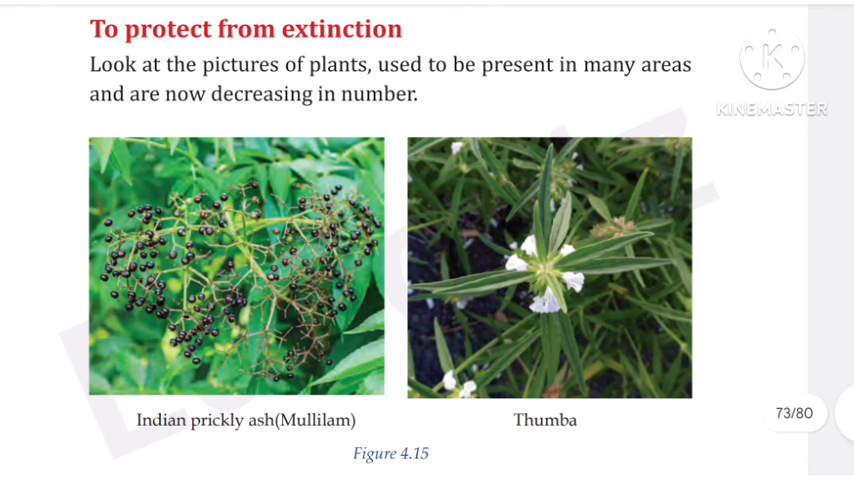 To protect from extinction
Look at the pictures of plants, used to be present in many areas
and are now decreasing in number.
KINEMASTER
Indian prickly ash(Mullilam)
Thumba
73/80
Figure 4.15